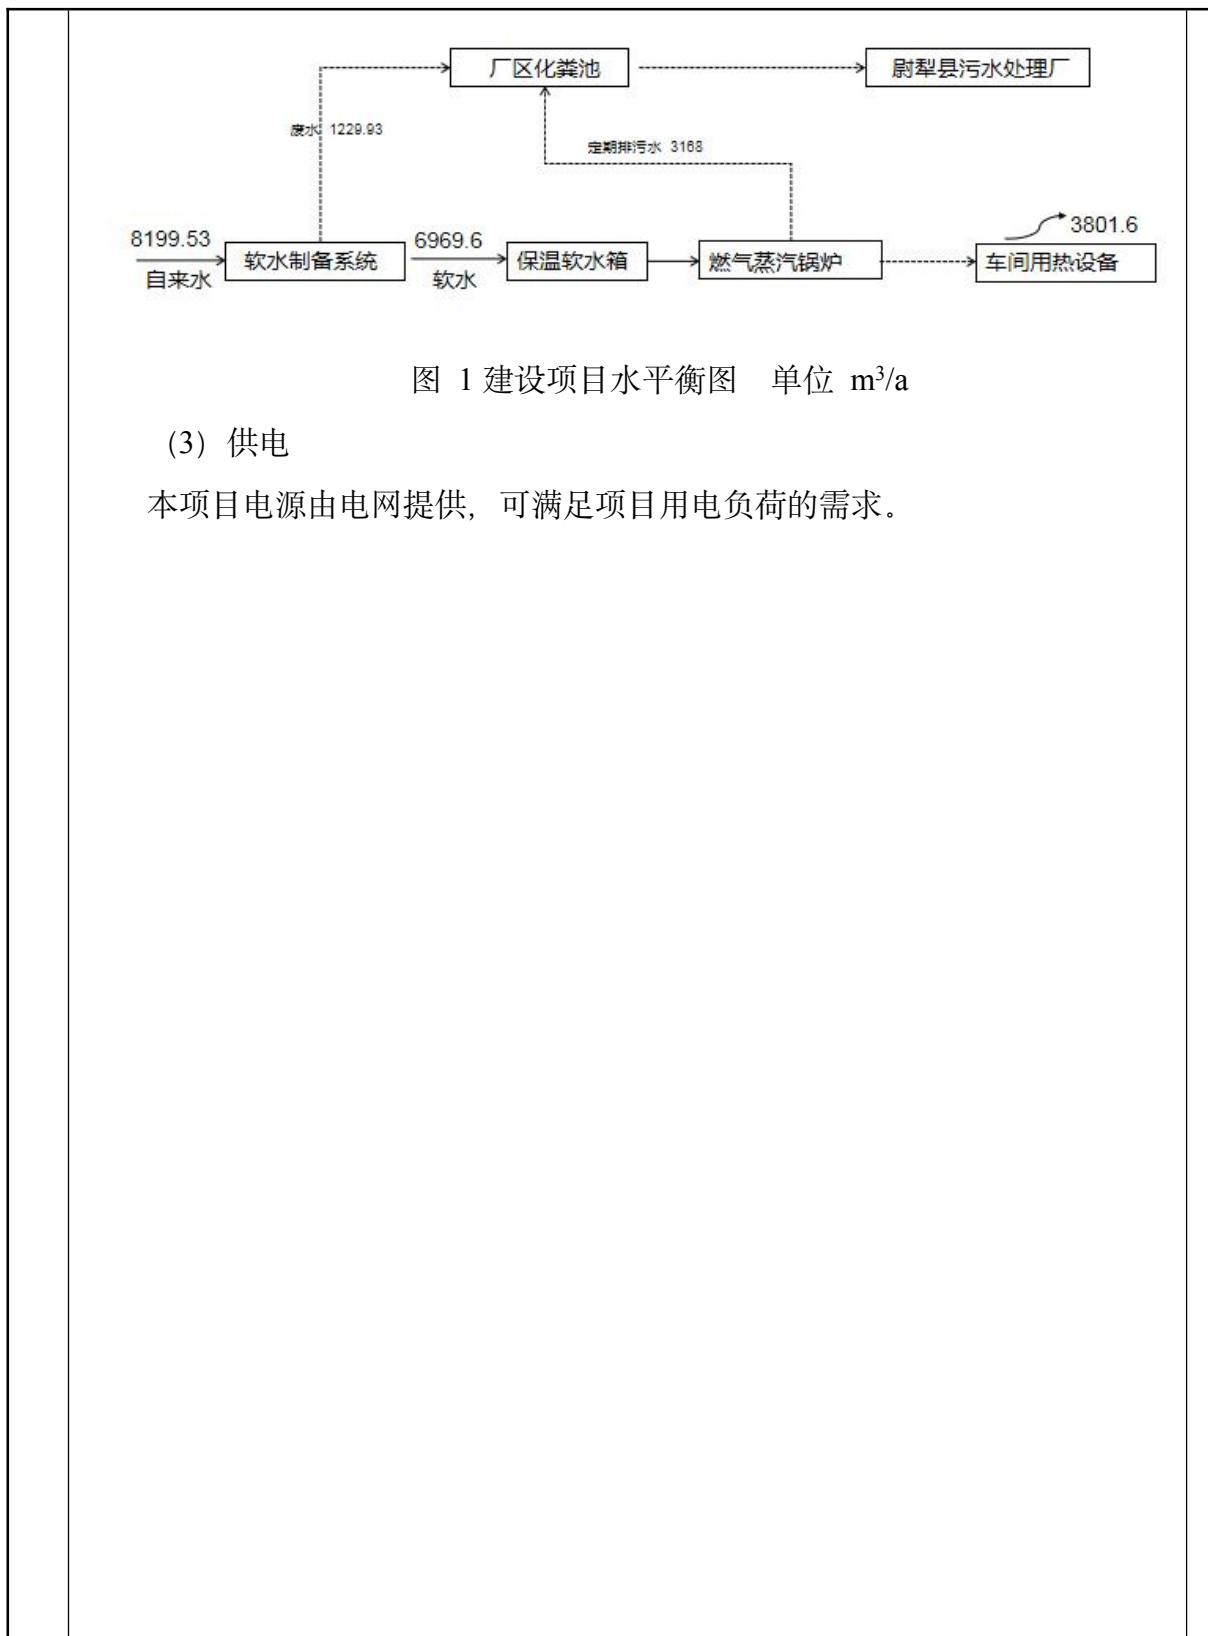 厂区化粪池
尉犁县污水处理厂
废水 1229.93
定期排污水 3168
8199.53
自来水
软水制备系统
6969.6
软水
保温软水箱
燃气蒸汽锅炉
3801.6
车间用热设备
图 1 建设项目水平衡图 单位 m³/a
(3)供电
本项目电源由电网提供,可满足项目用电负荷的需求。